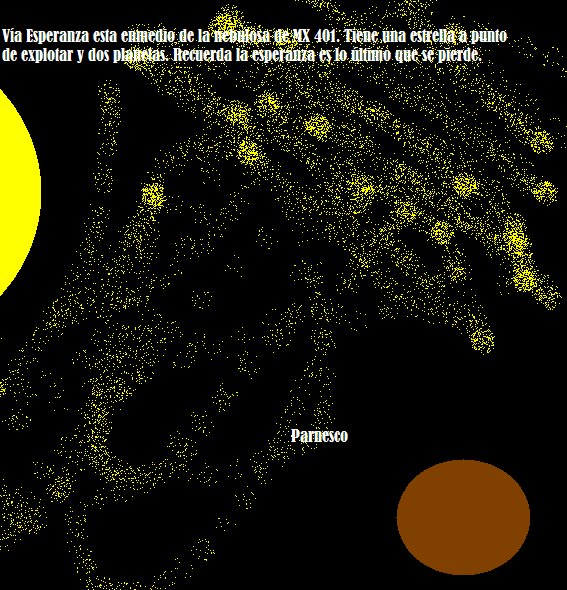 Vía Esperanza esta enmedio de la nebulosa de MX 401. Tiene una estrella a punto
de explotar y dos planetas. Recuerda la esperanza es lo último que se pierde.
Parnesco